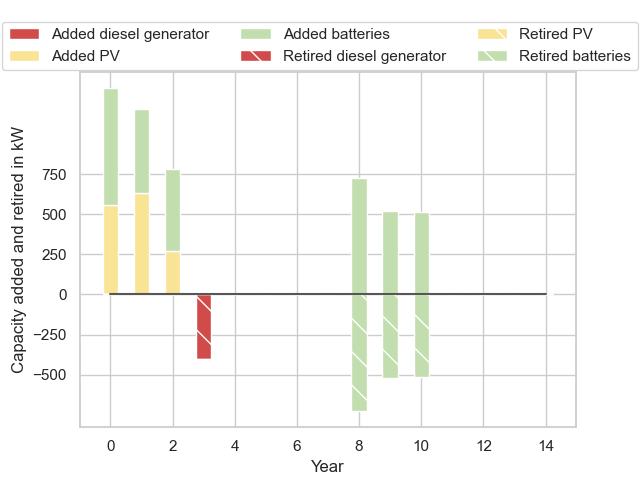 Added diesel generator Added batteries Retired PV
Added PV Retired diesel generator Retired batteries
750
500
250
0
−250
−500
Capacity added and retired in kW
0 2 4 6 8 10 12 14
Year